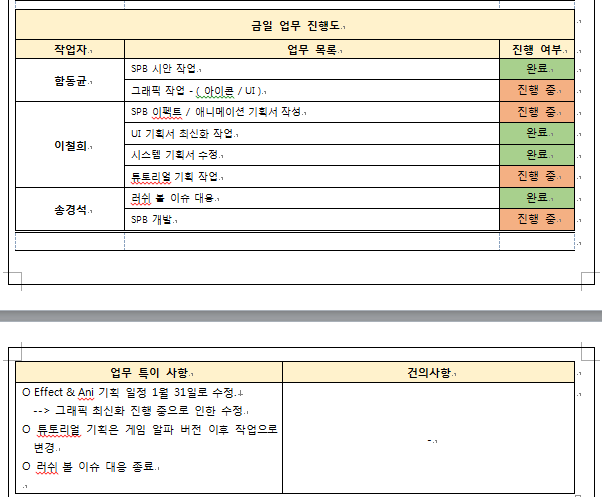 금일 업무 진행도
작업자 업무 목록 진행 여부
함동균 SPB 시안 작업 완료
그래픽 작업 - ( 아이콘 / UI ) 진행 중
이철희 SPB 이펙트 / 애니메이션 기획서 작성 진행 중
UI 기획서 최신화 작업 완료
시스템 기획서 수정 완료
튜토리얼 기획 작업 진행 중
송경석 러쉬 볼 이슈 대응 완료
SPB 개발 진행 중
업무 특이 사항 건의사항
O Effect & Ani 기획 일정 1월 31일로 수정
--> 그래픽 최신화 진행 중으로 인한 수정
O 튜토리얼 기획은 게임 알파 버전 이후 작업으로
변경
O 러쉬 볼 이슈 대응 종료
-